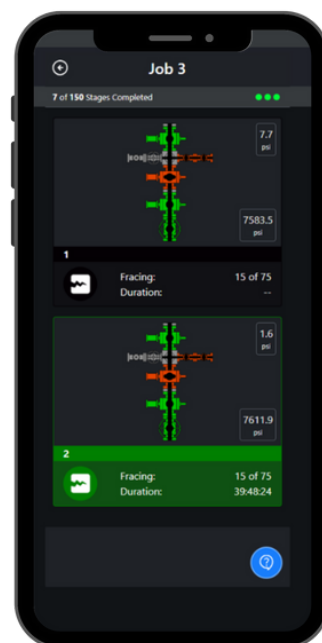 Job 3
7 of 150 Stages Completed
7.7
psi
7583.5
psi
1
Fracing: 15 of 75
Duration: --
1.6
psi
7611.9
psi
2
Fracing: 15 of 75
Duration: 39:48:24